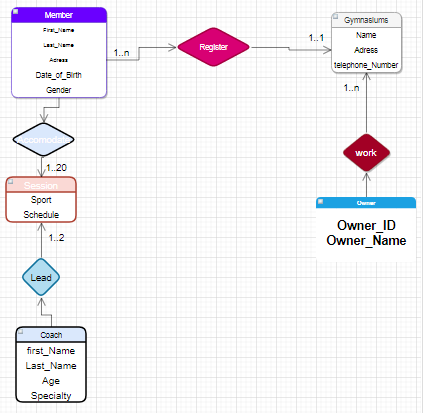 Member
First_Name
Last_Name
Adress
Date_of_Birth
Gender
1..n
Register
1..1
Gymnasiums
Name
Adress
telephone_Number
1..n
work
Owner
Owner_ID
Owner_Name
1..20
Session
Sport
Schedule
1..2
Lead
Coach
first_Name
Last_Name
Age
Specialty